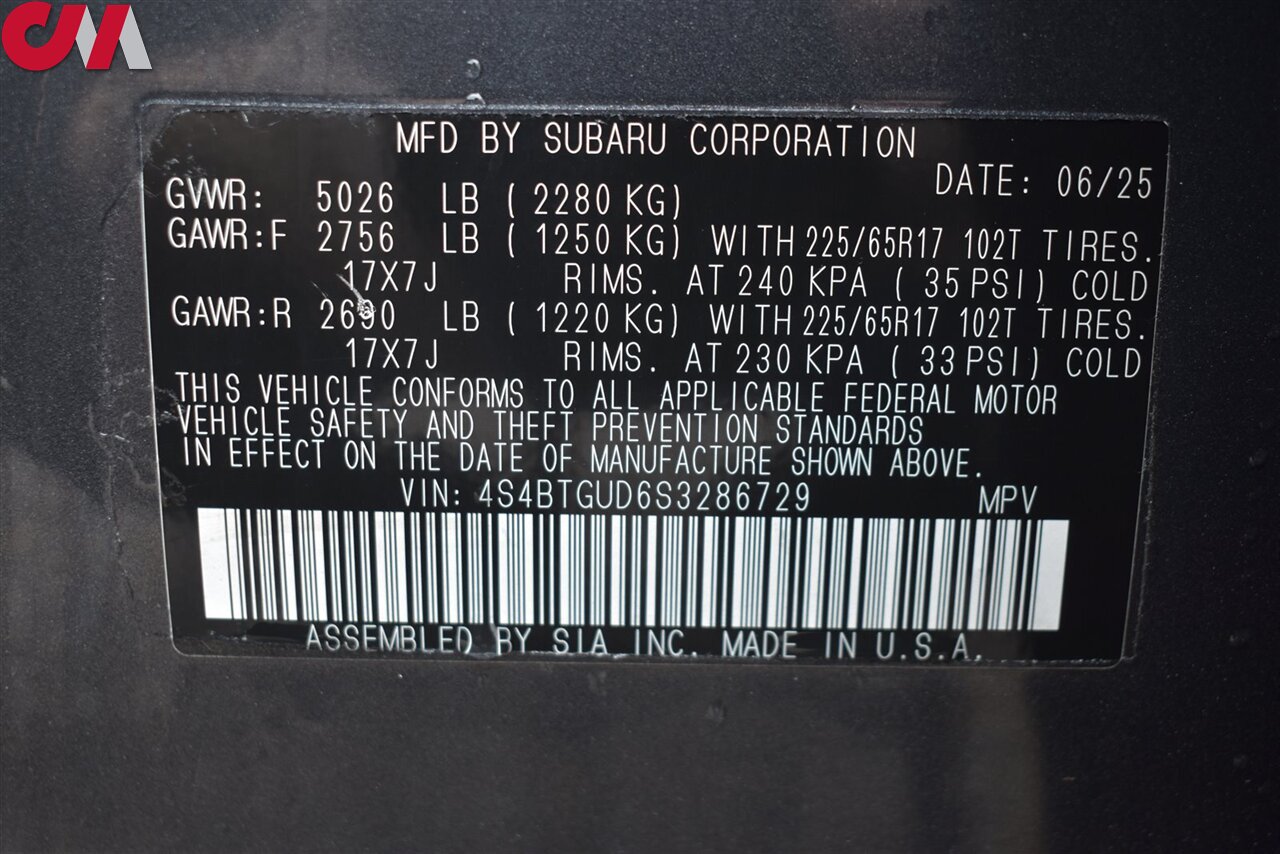 CM
MFD BY SUBARU CORPORATION
DATE: 06/25
GVWR: 5026 LB ( 2280 KG)
GAWR:F 2756 LB ( 1250 KG) WITH 225/65R17 102T TIRES.
17X7J RIMS. AT 240 KPA ( 35 PSI) COLD
GAWR:R 2690 LB ( 1220 KG) WITH 225/65R17 102T TIRES.
17X7J RIMS. AT 230 KPA ( 33 PSI) COLD
THIS VEHICLE CONFORMS TO ALL APPLICABLE FEDERAL MOTOR
VEHICLE SAFETY AND THEFT PREVENTION STANDARDS
IN EFFECT ON THE DATE OF MANUFACTURE SHOWN ABOVE.
VIN: 4S4BTGUD6S3286729 MPV
ASSEMBLED BY SIA INC. MADE IN U.S.A.